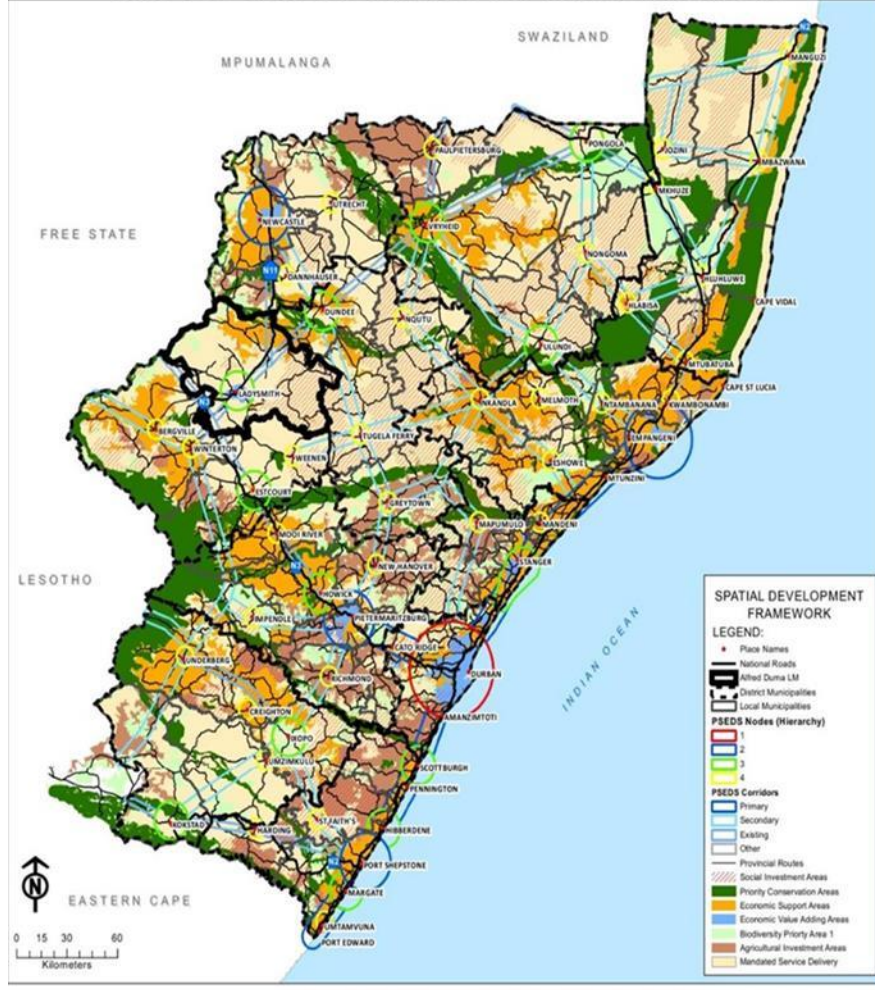 SWAZILAND
MPUMALANGA
N2
MANGUZI
PAULPIETERSBURG
PONGOLA
JOZINI
MBAZWANA
MKHUZE
UTRECHT
NEWCASTLE
VRYHEID
FREE STATE
NONGOMA
N11
DANNHAUSER
HLUHLUWE
HLABISA
CAPE VIDAL
DUNDEE
NQUTU
ULUNDI
MTUBATUBA
CAPE ST LUCIA
LADYSMITH
N3
NKANDLA
MELMOTH
NTAMBANANA
KWAMBONAMBI
BERGVILLE
TUGELA FERRY
EMPANGENI
WINTERTON
WEENEN
ESHOWE
MTUNZINI
ESTCOURT
GREYTOWN
MAPUMULO
MANDENI
MOOI RIVER
LESOTHO
N3
NEW HANOVER
STANGER
HOWICK
IMPENDLE
PIETERMARITZBURG
CATO RIDGE
UNDERBERG
RICHMOND
DURBAN
INDIAN OCEAN
CREIGHTON
AMANZIMTOTI
IXOPO
UMZIMKULU
SCOTTBURGH
PENNINGTON
KOKSTAD
HARDING
ST FAITH'S
HIBBERDENE
N2
PORT SHEPSTONE
N
EASTERN CAPE
MARGATE
UMTAMVUNA
PORT EDWARD
0 15 30 60
Kilometers
SPATIAL DEVELOPMENT
FRAMEWORK
LEGEND:
Place Names
National Roads
Alfred Duma LM
District Municipalities
Local Municipalities
PSEDS Nodes (Hierarchy)
1
2
3
4
PSEDS Corridors
Primary
Secondary
Existing
Other
Provincial Routes
Social Investment Areas
Priority Conservation Areas
Economic Support Areas
Economic Value Adding Areas
Biodiversity Priorty Area 1
Agricultural Investment Areas
Mandated Service Delivery